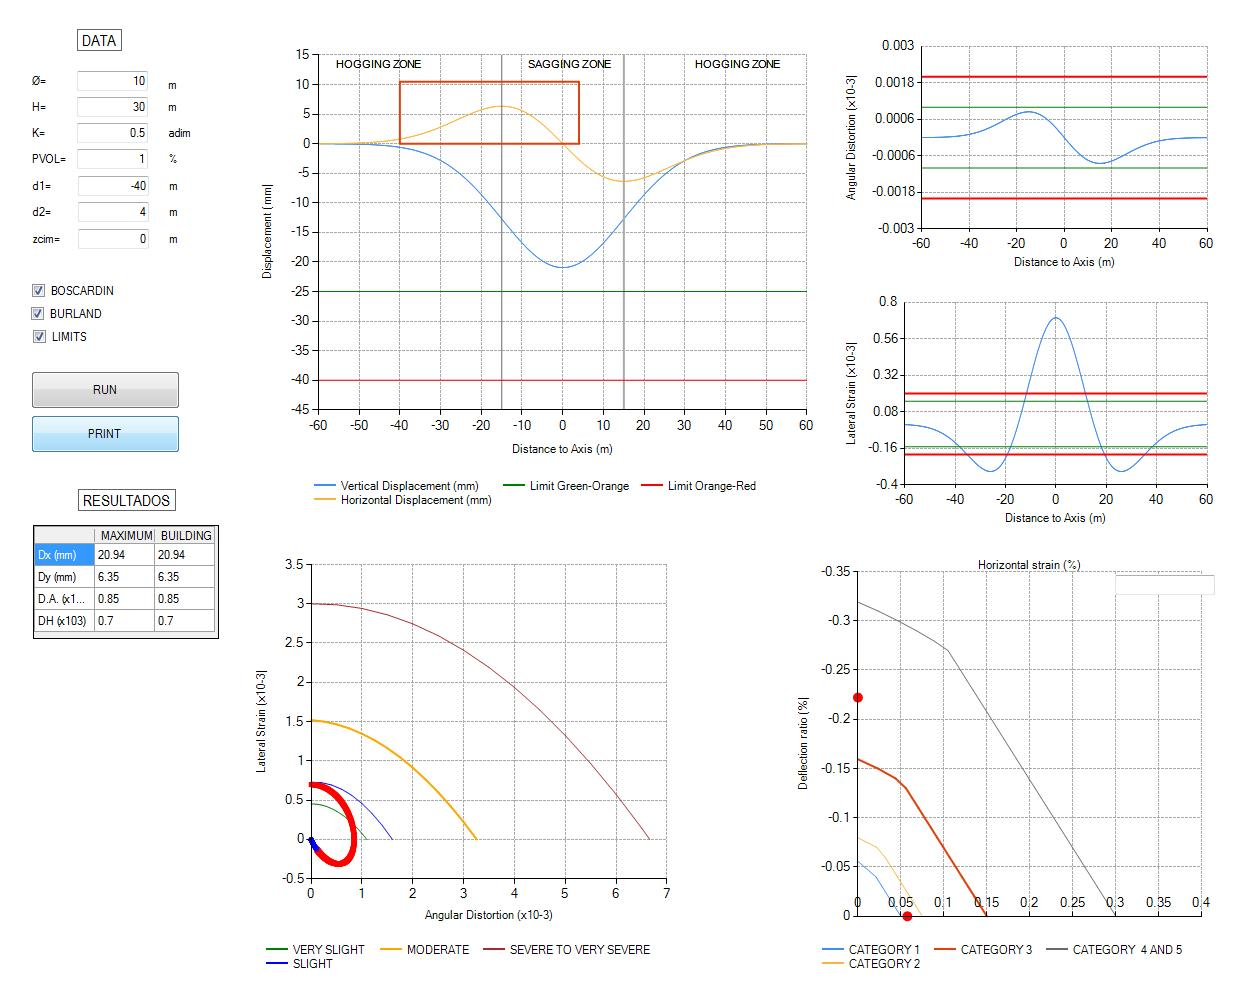 DATA
Ø= 10 m
H= 30 m
K= 0.5 adim
PVOL= 1 %
d1= -40 m
d2= 4 m
zcim= 0 m
BOSCARDIN
BURLAND
LIMITS
RUN
PRINT
RESULTADOS
MAXIMUM BUILDING
Dx (mm) 20.94 20.94
Dy (mm) 6.35 6.35
D.A. (x1... 0.85 0.85
DH (x103) 0.7 0.7
HOGGING ZONE SAGGING ZONE HOGGING ZONE
Displacement (mm)
15
10
5
0
-5
-10
-15
-20
-25
-30
-35
-40
-45
-60 -50 -40 -30 -20 -10 0 10 20 30 40 50 60
Distance to Axis (m)
Vertical Displacement (mm) Limit Green-Orange Limit Orange-Red
Horizontal Displacement (mm)
Angular Distortion (x10-3)
0.003
0.0018
0.0006
-0.0006
-0.0018
-0.003
-60 -40 -20 0 20 40 60
Distance to Axis (m)
Lateral Strain (x10-3)
0.8
0.56
0.32
0.08
-0.16
-0.4
-60 -40 -20 0 20 40 60
Distance to Axis (m)
Lateral Strain (x10-3)
3.5
3
2.5
2
1.5
1
0.5
0
-0.5
0 1 2 3 4 5 6 7
Angular Distortion (x10-3)
VERY SLIGHT MODERATE SEVERE TO VERY SEVERE
SLIGHT
Horizontal strain (%)
Deflection ratio (%)
-0.35
-0.3
-0.25
-0.2
-0.15
-0.1
-0.05
0
0 0.05 0.1 0.15 0.2 0.25 0.3 0.35 0.4
CATEGORY 1 CATEGORY 3 CATEGORY 4 AND 5
CATEGORY 2